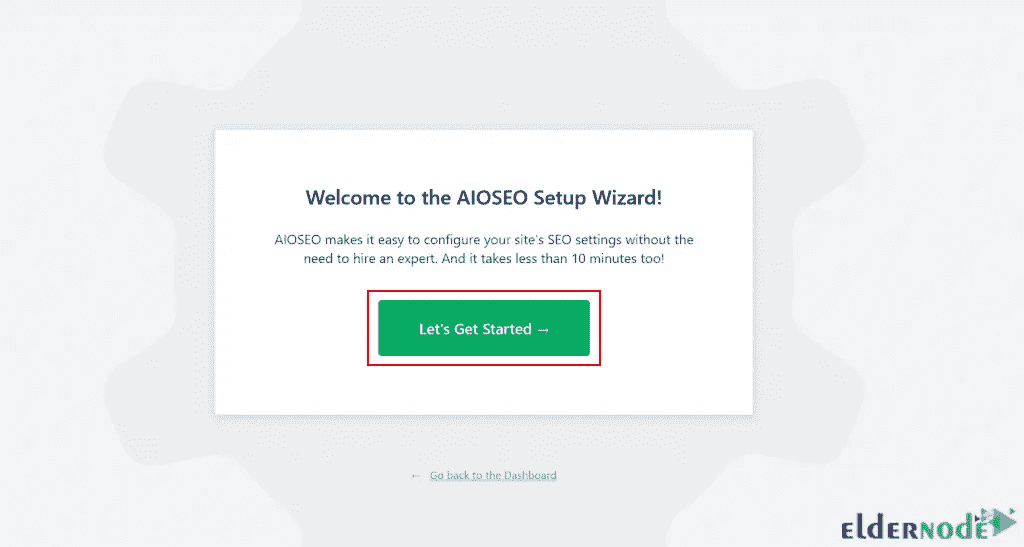 Welcome to the AIOSEO Setup Wizard!
AIOSEO makes it easy to configure your site's SEO settings without the
need to hire an expert. And it takes less than 10 minutes too!
Let's Get Started →
← Go back to the Dashboard
eldernode